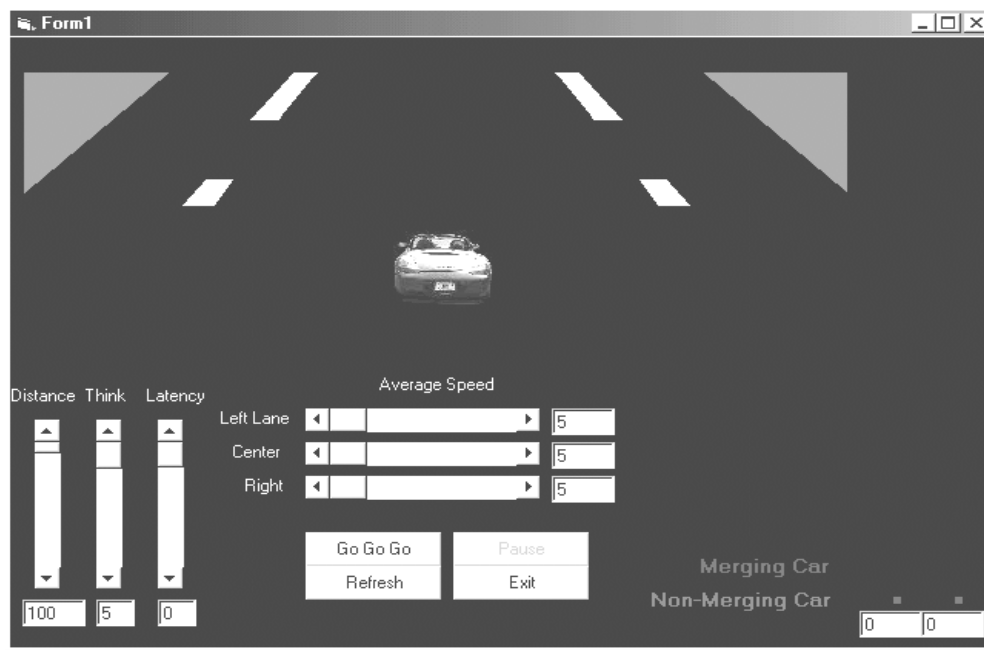 Form1
Average Speed
Distance Think Latency
Left Lane 5
Center 5
Right 5
Go Go Go Pause
Refresh Exit
Merging Car
Non-Merging Car
100 5 0
0 0